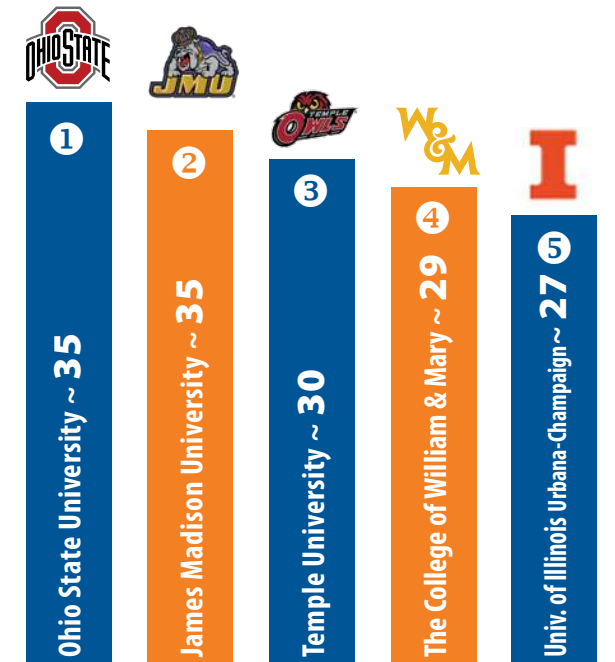 OHIO STATE
1
Ohio State University ~ 35
JMU
2
James Madison University ~ 35
TEMPLE
OWLS
3
Temple University ~ 30
W&M
4
The College of William & Mary ~ 29
I
5
Univ. of Illinois Urbana-Champaign~ 27